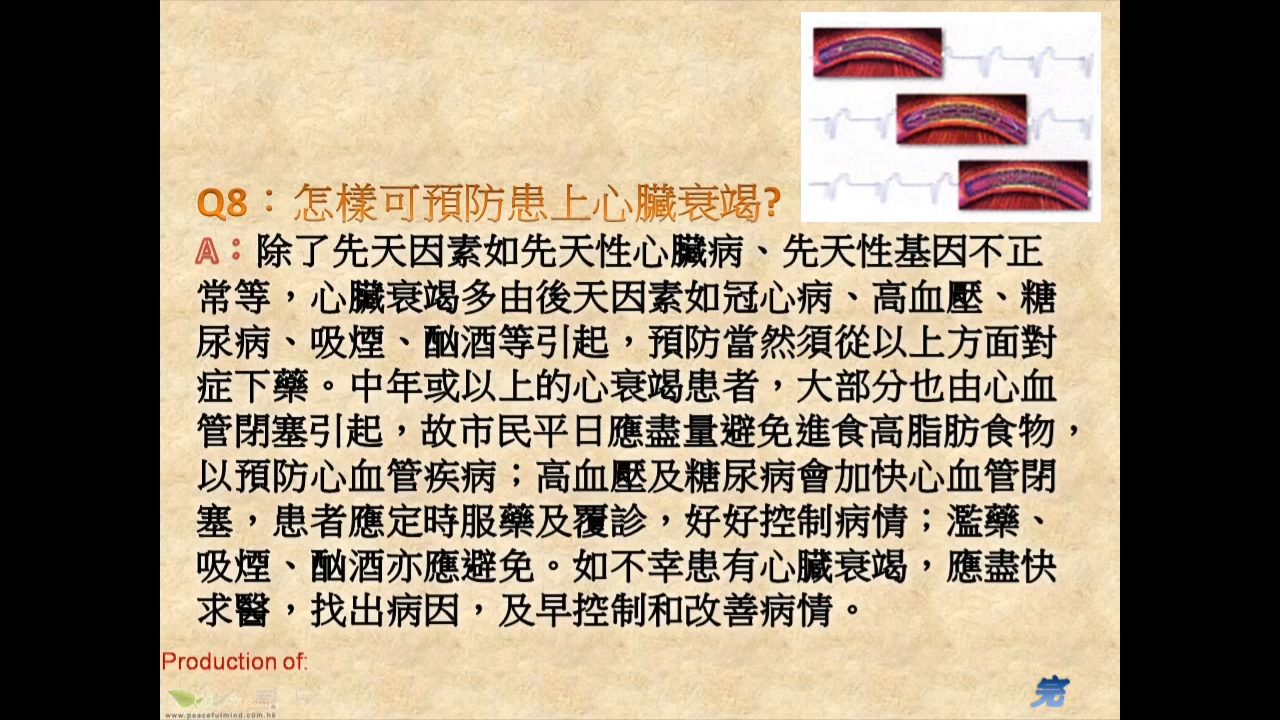 Q8：怎樣可預防患上心臟衰竭?
A：除了先天因素如先天性心臟病、先天性基因不正
常等，心臟衰竭多由後天因素如冠心病、高血壓、糖
尿病、吸煙、酗酒等引起，預防當然須從以上方面對
症下藥。中年或以上的心衰竭患者，大部分也由心血
管閉塞引起，故市民平日應盡量避免進食高脂肪食物，
以預防心血管疾病；高血壓及糖尿病會加快心血管閉
塞，患者應定時服藥及覆診，好好控制病情；濫藥、
吸煙、酗酒亦應避免。如不幸患有心臟衰竭，應盡快
求醫，找出病因，及早控制和改善病情。
Production of:
www.peacefulmind.com.hk
完